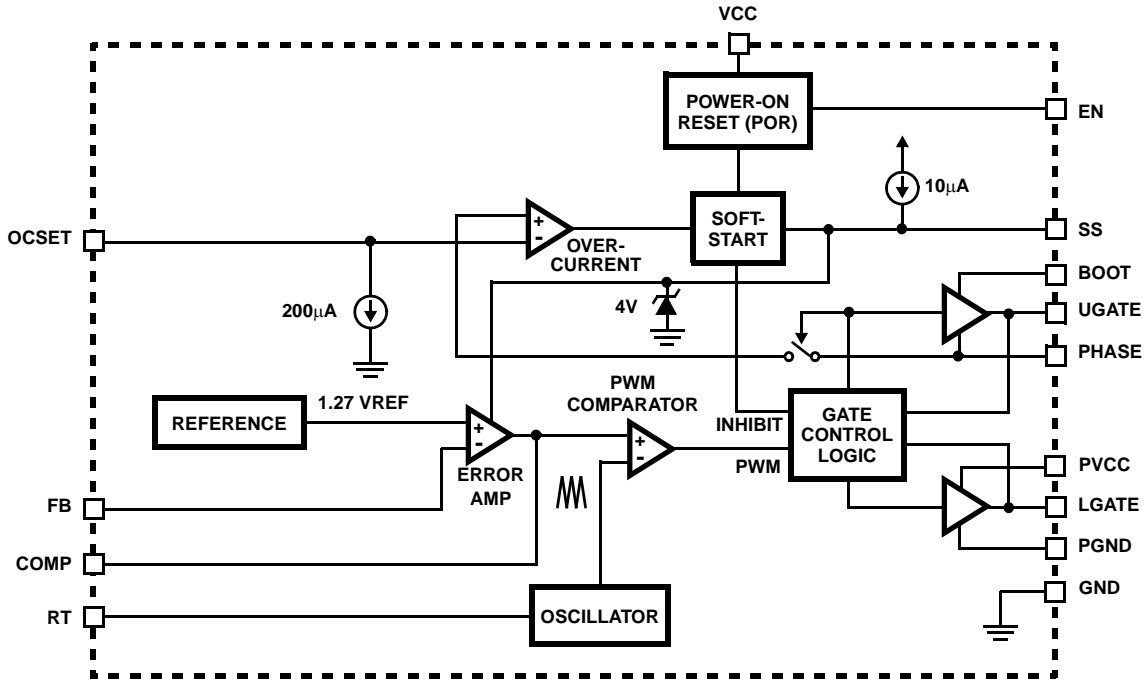 VCC
POWER-ON
RESET (POR)
EN
10µA
OCSET
+
-
OVER-
CURRENT
SOFT-
START
SS
BOOT
200µA
4V
UGATE
PHASE
REFERENCE
1.27 VREF
+
-
ERROR
AMP
PWM
COMPARATOR
+
-
INHIBIT
PWM
GATE
CONTROL
LOGIC
PVCC
FB
LGATE
COMP
PGND
RT
OSCILLATOR
GND